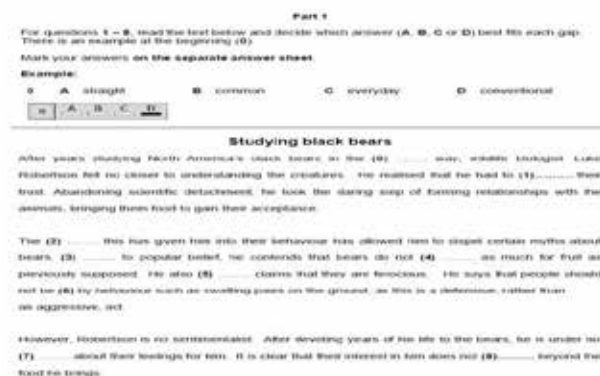 Part 1
For questions 1 – 8, read the text below and decide which answer (A, B, C or D) best fits each gap.
There is an example at the beginning (0).
Mark your answers on the separate answer sheet.
Example:
0 A straight B common C everyday D conventional
0 A B C D
Studying black bears
After years studying North America's black bears in the (0) ........ way, wildlife biologist Luke
Robertson felt no closer to understanding the creatures. He realised that he had to (1) ........ their
trust. Abandoning scientific detachment, he took the daring step of forming relationships with the
animals, bringing them food to gain their acceptance.
The (2) ........ this has given him into their behaviour has allowed him to dispel certain myths about
bears. (3) ........ to popular belief, he contends that bears do not (4) ........ as much for fruit as
previously supposed. He also (5) ........ claims that they are ferocious. He says that people should
not be (6) by behaviour such as swatting paws on the ground, as this is a defensive, rather than
an aggressive, act.
However, Robertson is no sentimentalist. After devoting years of his life to the bears, he is under no
(7) ........ about their feelings for him. It is clear that their interest in him does not (8) ........ beyond the
food he brings.